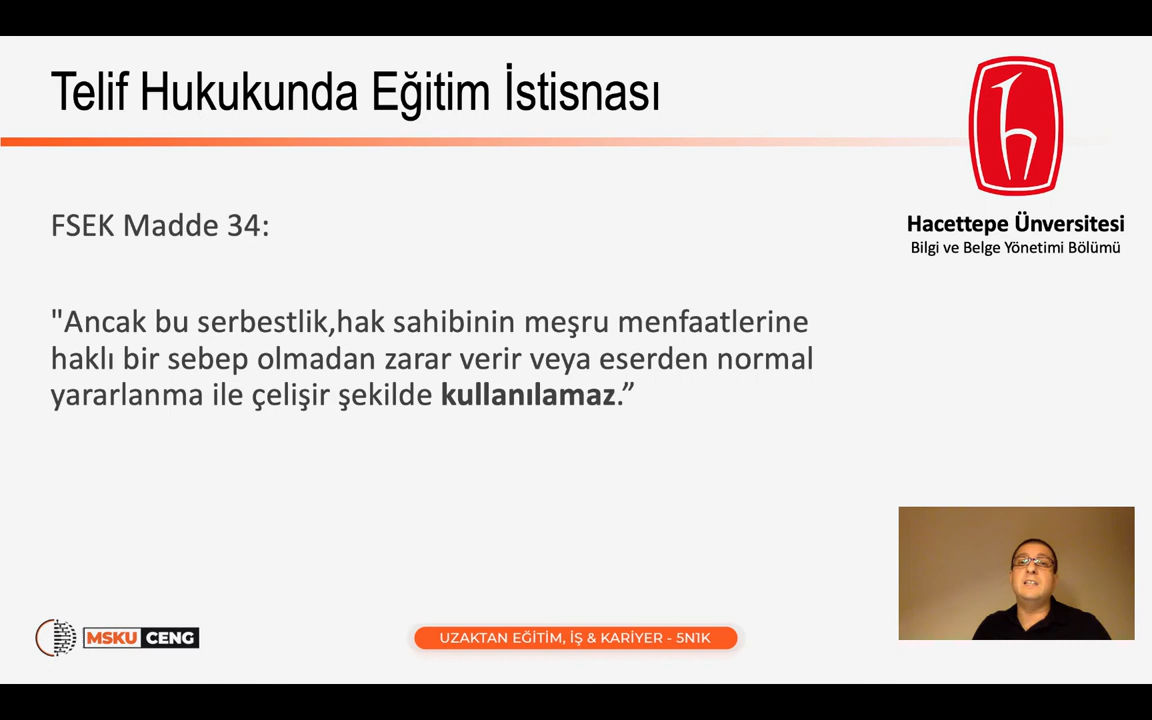 Telif Hukukunda Eğitim İstisnası
Hacettepe Ünversitesi
Bilgi ve Belge Yönetimi Bölümü
FSEK Madde 34:
"Ancak bu serbestlik,hak sahibinin meşru menfaatlerine
haklı bir sebep olmadan zarar verir veya eserden normal
yararlanma ile çelişir şekilde kullanılamaz.”
MSKU CENG
UZAKTAN EĞİTİM, İŞ & KARİYER - 5N1K